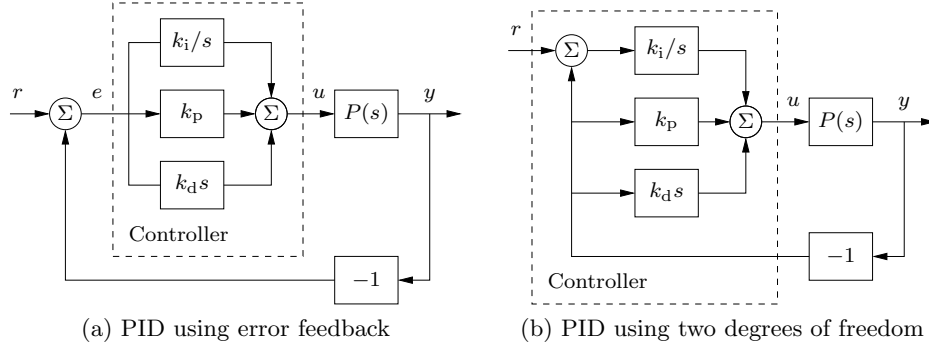 k_i/s
r
Σ
e
k_p
Σ
u
P(s)
y
k_d s
Controller
−1
(a) PID using error feedback
r
Σ
k_i/s
k_p
Σ
u
P(s)
y
k_d s
−1
Controller
(b) PID using two degrees of freedom